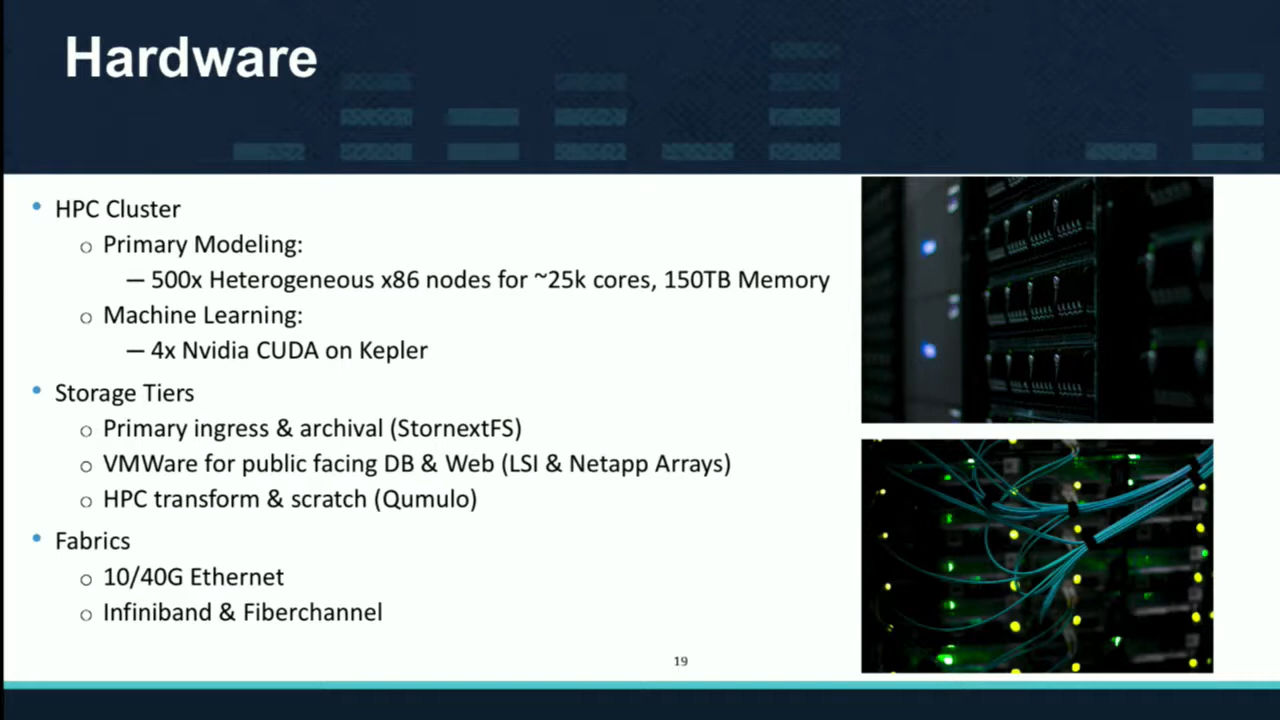 Hardware
• HPC Cluster
○ Primary Modeling:
— 500x Heterogeneous x86 nodes for ~25k cores, 150TB Memory
○ Machine Learning:
— 4x Nvidia CUDA on Kepler
• Storage Tiers
○ Primary ingress & archival (StornextFS)
○ VMWare for public facing DB & Web (LSI & Netapp Arrays)
○ HPC transform & scratch (Qumulo)
• Fabrics
○ 10/40G Ethernet
○ Infiniband & Fiberchannel
19